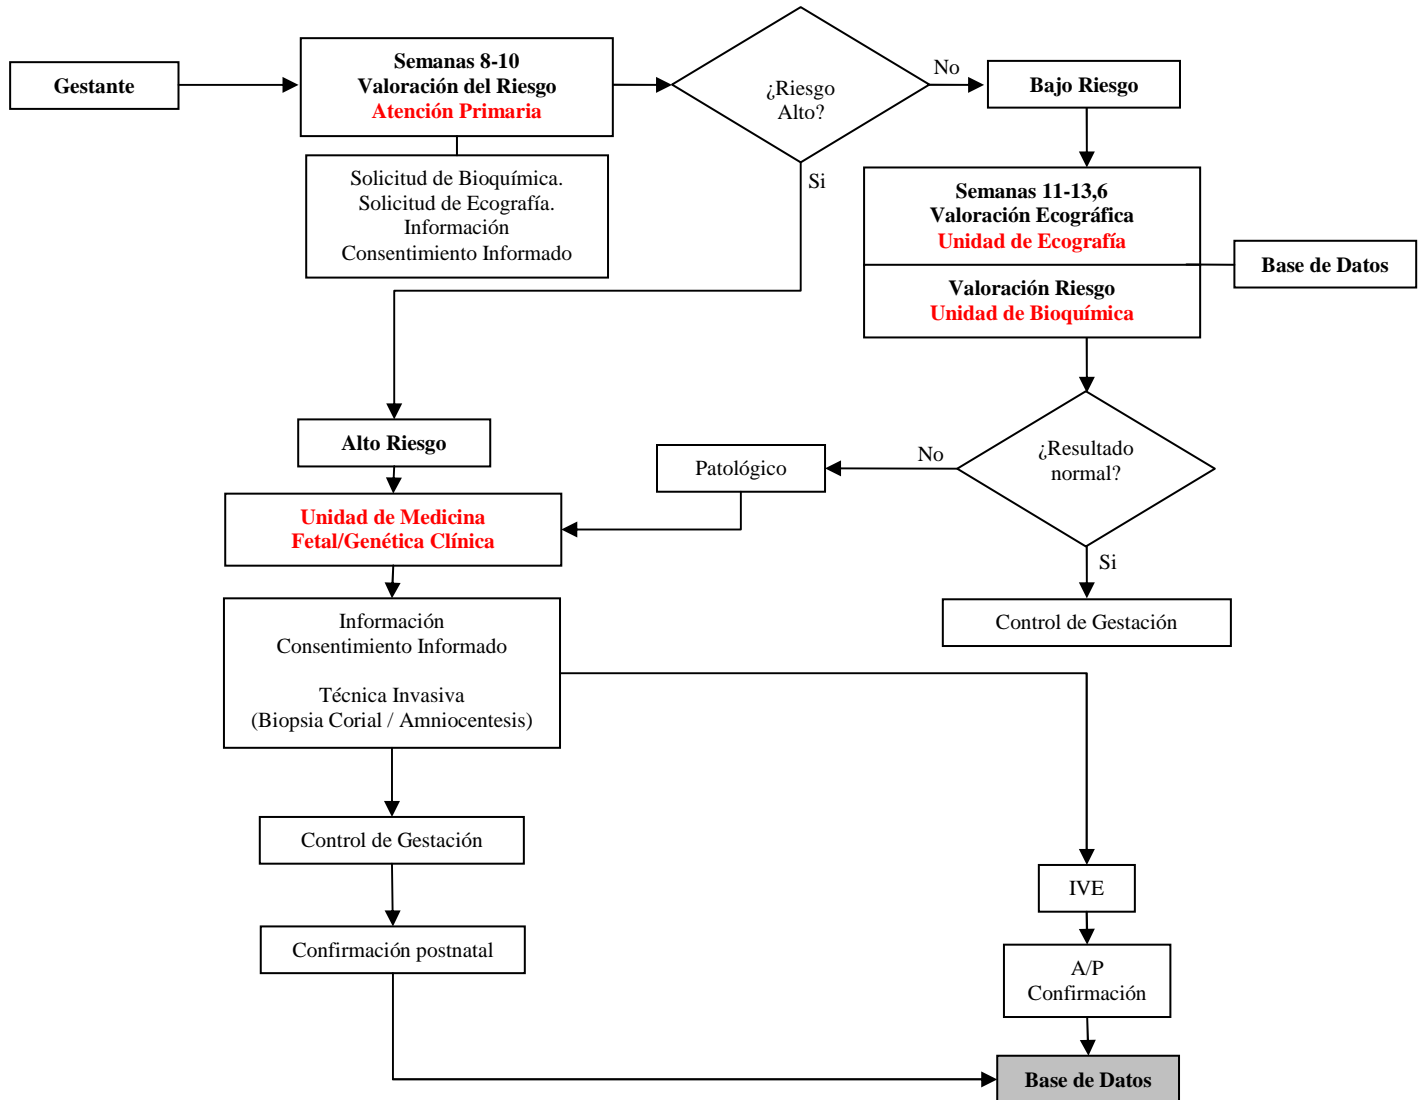 Gestante
Semanas 8-10
Valoración del Riesgo
Atención Primaria
Solicitud de Bioquímica.
Solicitud de Ecografía.
Información
Consentimiento Informado
¿Riesgo
Alto?
No
Si
Bajo Riesgo
Semanas 11-13,6
Valoración Ecográfica
Unidad de Ecografía
Valoración Riesgo
Unidad de Bioquímica
Base de Datos
¿Resultado
normal?
No
Si
Patológico
Control de Gestación
Alto Riesgo
Unidad de Medicina
Fetal/Genética Clínica
Información
Consentimiento Informado
Técnica Invasiva
(Biopsia Corial / Amniocentesis)
Control de Gestación
Confirmación postnatal
IVE
A/P
Confirmación
Base de Datos